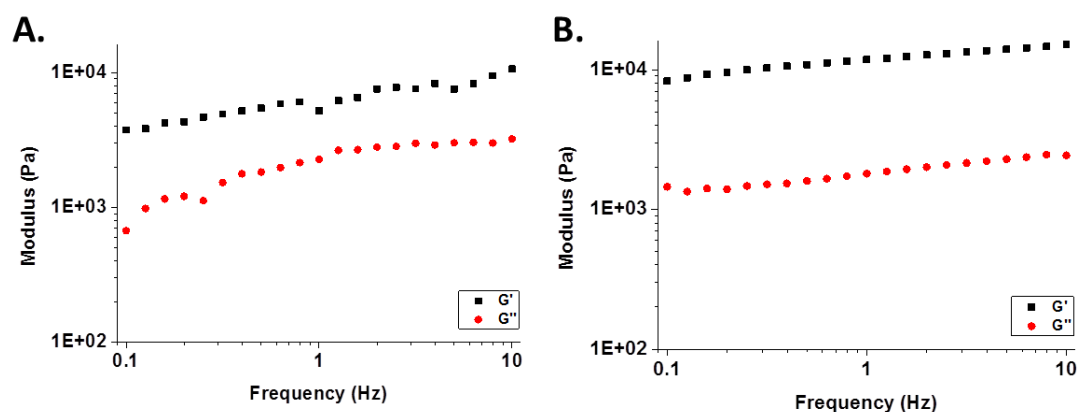 A.
1E+04
1E+03
1E+02
Modulus (Pa)
0.1
1
10
Frequency (Hz)
G'
G''
B.
1E+04
1E+03
1E+02
Modulus (Pa)
0.1
1
10
Frequency (Hz)
G'
G''